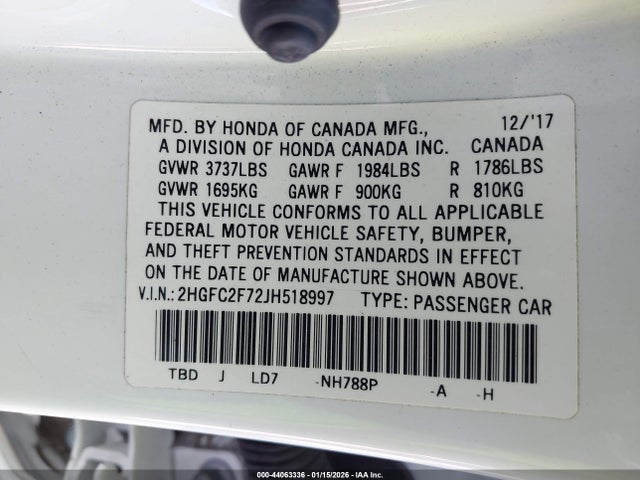 MFD. BY HONDA OF CANADA MFG., 12/'17
A DIVISION OF HONDA CANADA INC. CANADA
GVWR 3737LBS GAWR F 1984LBS R 1786LBS
GVWR 1695KG GAWR F 900KG R 810KG
THIS VEHICLE CONFORMS TO ALL APPLICABLE
FEDERAL MOTOR VEHICLE SAFETY, BUMPER,
AND THEFT PREVENTION STANDARDS IN EFFECT
ON THE DATE OF MANUFACTURE SHOWN ABOVE.
V.I.N.: 2HGFC2F72JH518997 TYPE: PASSENGER CAR
TBD J LD7 -NH788P -A -H
000-44063336 - 01/15/2026 - IAA Inc.